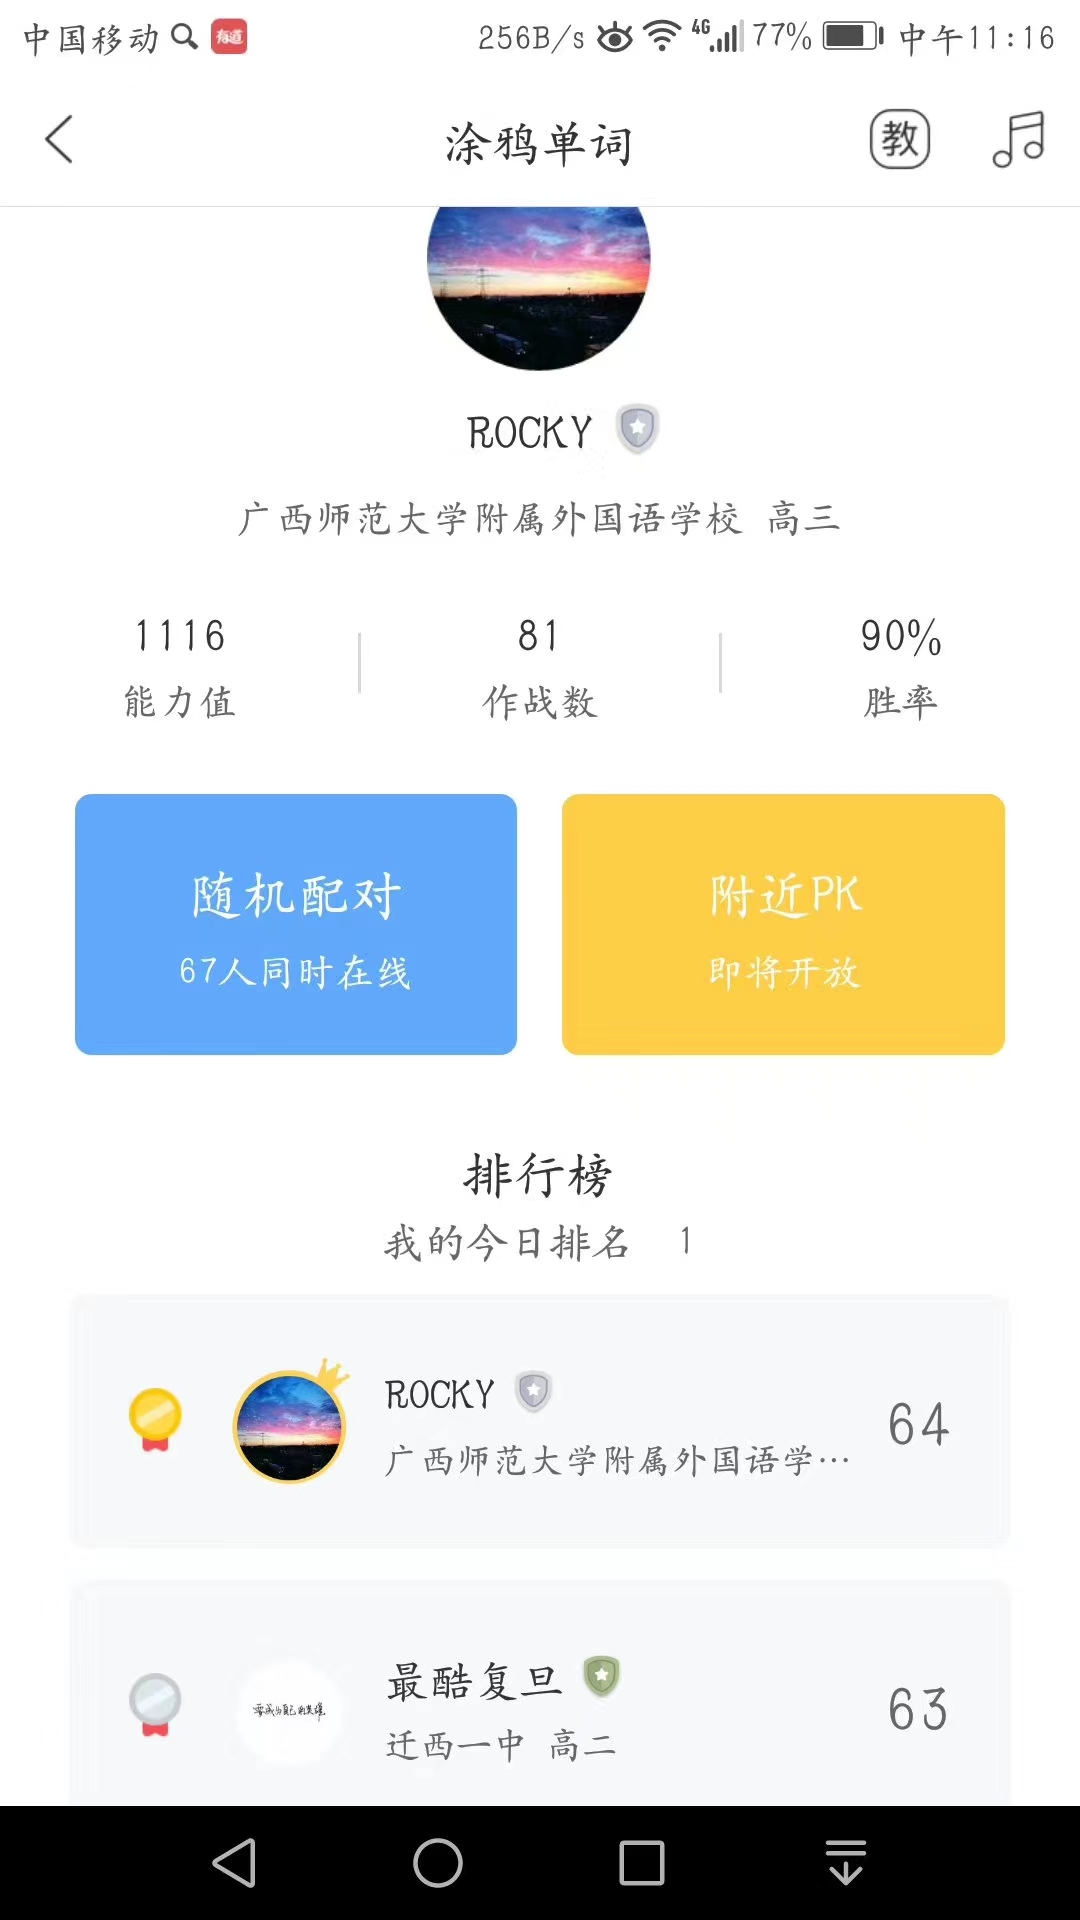 中国移动 有道 256B/s 4G 77% 中午11:16
涂鸦单词 教
ROCKY
广西师范大学附属外国语学校 高三
1116 81 90%
能力值 作战数 胜率
随机配对 附近PK
67人同时在线 即将开放
排行榜
我的今日排名 1
ROCKY
广西师范大学附属外国语学…
64
最酷复旦
迁西一中 高二
63